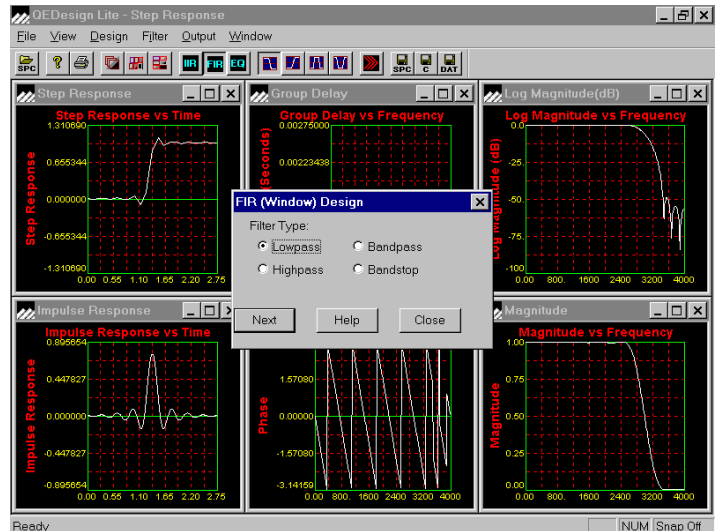 QEDesign Lite - Step Response
File View Design Filter Output Window
SPC ? IIR FIR EQ SPC C DAT
Step Response
Step Response vs Time
1.310690
0.655344
0.000000
-0.655344
-1.310690
Step Response
0.00 0.55 1.10 1.65 2.20 2.75
Group Delay
Group Delay vs Frequency
0.00275000
0.00223438
(Seconds)
Log Magnitude(dB)
Log Magnitude vs Frequency
0.0
-25.
-50.
-75.
-100
Log Magnitude (dB)
0.00 800. 1600 2400 3200 4000
FIR (Window) Design
Filter Type:
Lowpass Bandpass
Highpass Bandstop
Next Help Close
Impulse Response
Impulse Response vs Time
0.895654
0.447827
0.000000
-0.447827
-0.895654
Impulse Response
0.00 0.55 1.10 1.65 2.20 2.75
1.57080
0.00000
-1.57080
-3.14159
Phase
0.00 800. 1600 2400 3200 4000
Magnitude
Magnitude vs Frequency
1.00
0.75
0.50
0.25
0.00
Magnitude
0.00 800. 1600 2400 3200 4000
Ready
NUM Snap Off